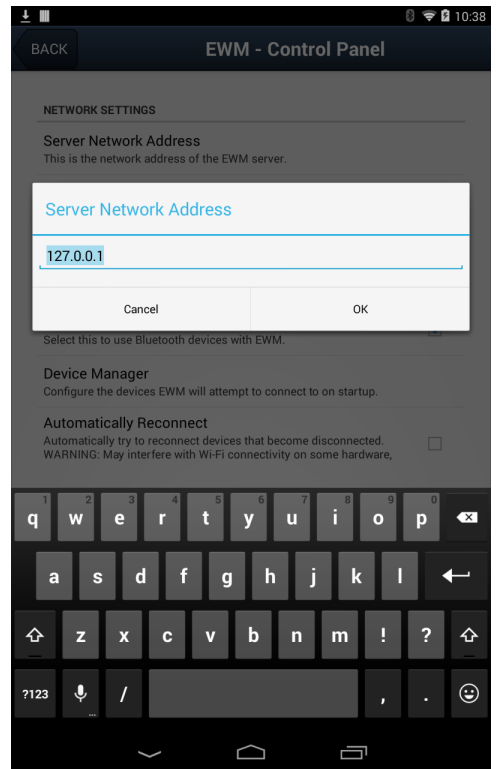 10:38
BACK
EWM - Control Panel
NETWORK SETTINGS
Server Network Address
This is the network address of the EWM server.
Server Network Address
127.0.0.1
Cancel OK
Select this to use Bluetooth devices with EWM.
Device Manager
Configure the devices EWM will attempt to connect to on startup.
Automatically Reconnect
Automatically try to reconnect devices that become disconnected.
WARNING: May interfere with Wi-Fi connectivity on some hardware,
1 2 3 4 5 6 7 8 9 0
q w e r t y u i o p
a s d f g h j k l
z x c v b n m ! ?
?123 / , .